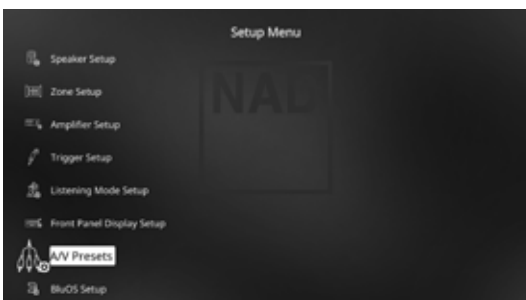 Setup Menu
Speaker Setup
Zone Setup
NAD
Amplifier Setup
Trigger Setup
Listening Mode Setup
Front Panel Display Setup
A/V Presets
BluOS Setup